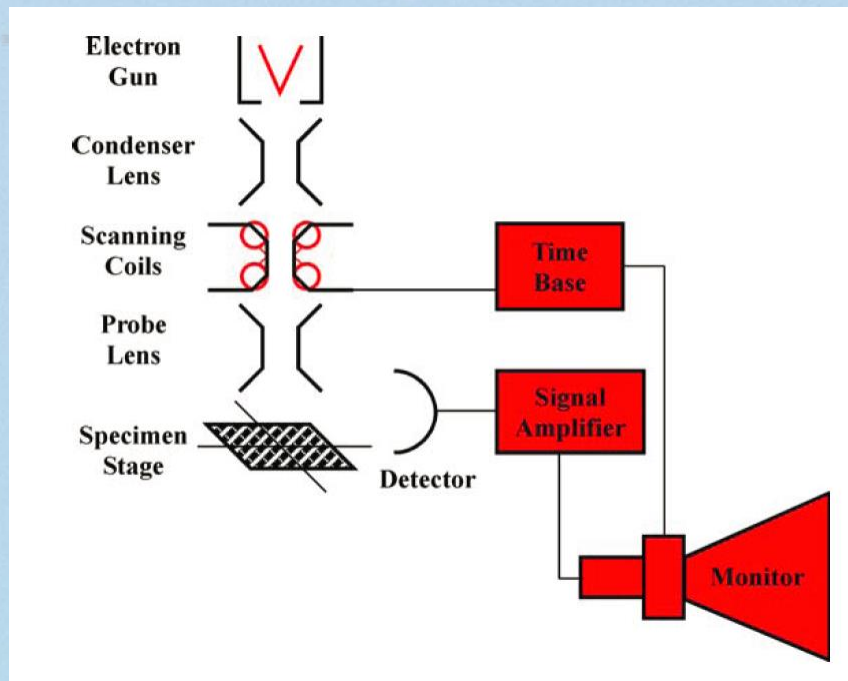 Electron
Gun
Condenser
Lens
Scanning
Coils
Time
Base
Probe
Lens
Signal
Amplifier
Specimen
Stage
Detector
Monitor